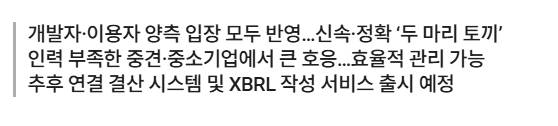 개발자·이용자 양측 입장 모두 반영…신속·정확 ‘두 마리 토끼’
인력 부족한 중견·중소기업에서 큰 호응…효율적 관리 가능
추후 연결 결산 시스템 및 XBRL 작성 서비스 출시 예정